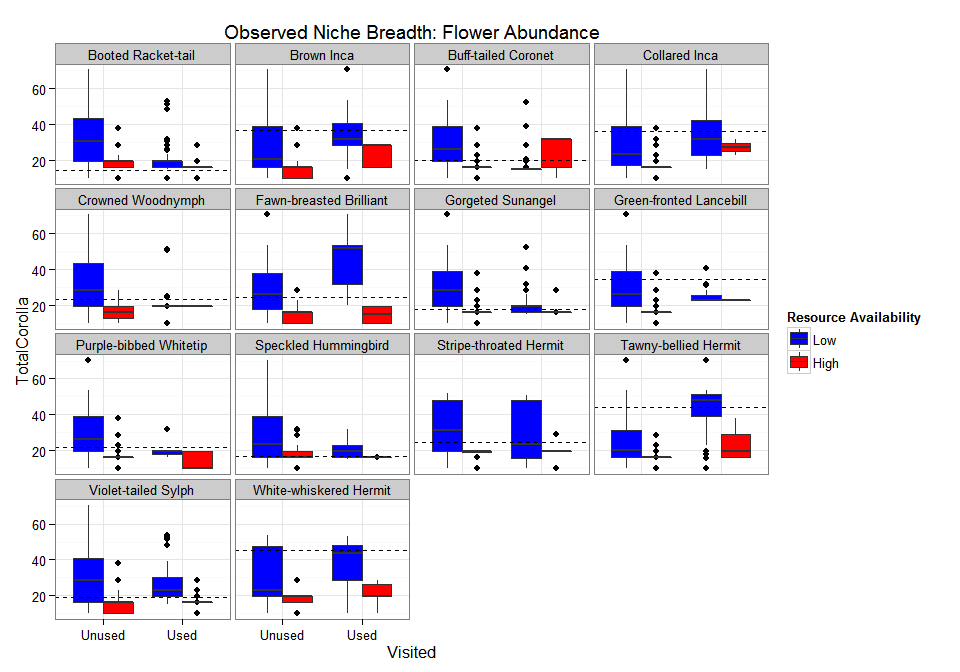 Observed Niche Breadth: Flower Abundance
Booted Racket-tail
Brown Inca
Buff-tailed Coronet
Collared Inca
60
40
20
Crowned Woodnymph
Fawn-breasted Brilliant
Gorgeted Sunangel
Green-fronted Lancebill
60
40
20
TotalCorolla
Purple-bibbed Whitetip
Speckled Hummingbird
Stripe-throated Hermit
Tawny-bellied Hermit
60
40
20
Violet-tailed Sylph
White-whiskered Hermit
60
40
20
Unused
Used
Unused
Used
Visited
Resource Availability
Low
High